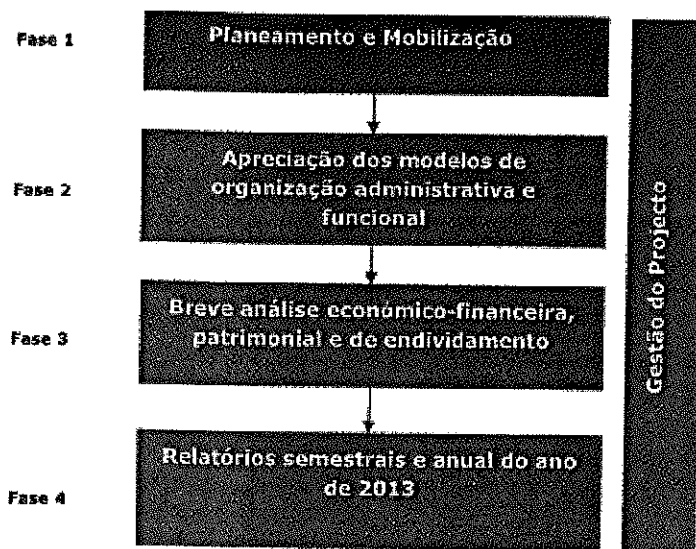 Fase 1
Planeamento e Mobilização
Fase 2
Apreciação dos modelos de
organização administrativa e
funcional
Fase 3
Breve análise económico-financeira,
patrimonial e de endividamento
Fase 4
Relatórios semestrais e anual do ano
de 2013
Gestão do Projecto